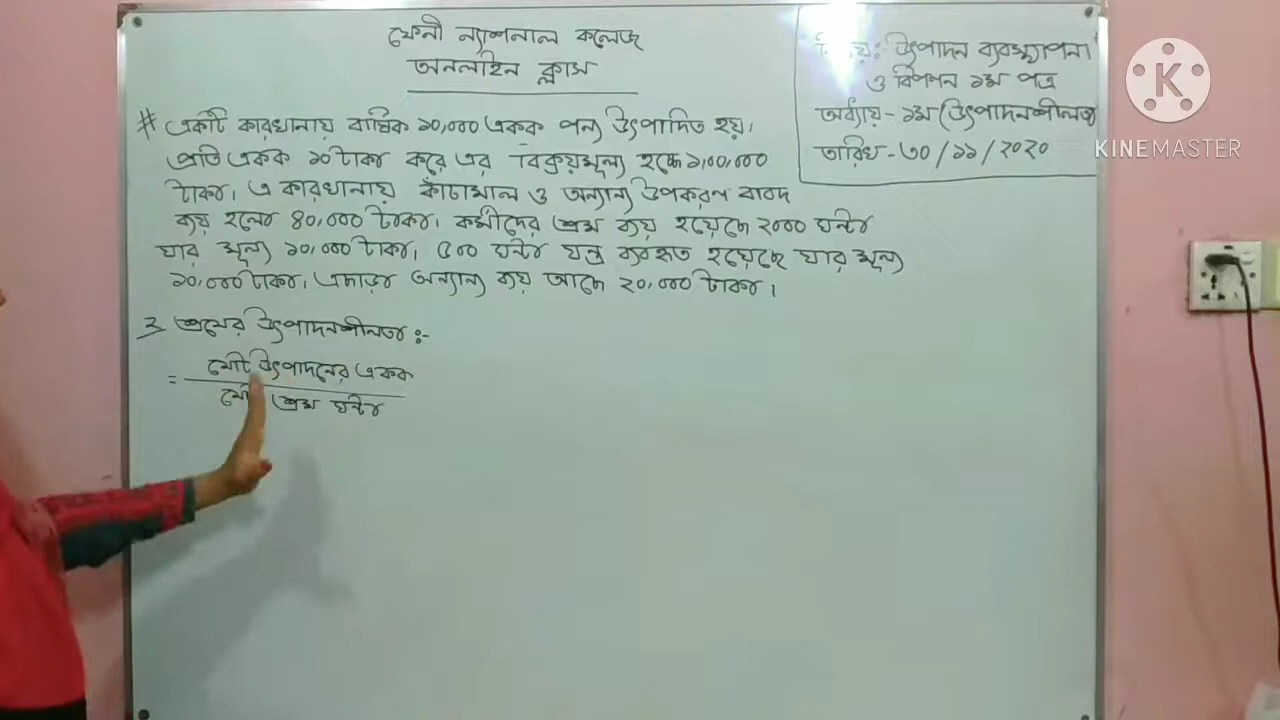 ফেনী ন্যাশনাল কলেজ
অনলাইন ক্লাস
উৎপাদন ব্যবস্থাপনা
ও বিপণন ১ম পত্র
অধ্যায়- ১ম (উৎপাদনশীলতা
তারিখ-৩০/১১/২০২০
K
KINEMASTER
# একটি কারখানায় বার্ষিক ১০,০০০ একক পন্য উৎপাদিত হয়।
প্রতি একক ১০ টাকা করে এর বিক্রয়মূল্য হচ্ছে ১,০০,০০০
টাকা। এ কারখানায় কাঁচামাল ও অন্যান্য উপকরণ বাবদ
ব্যয় হলো ৪০,০০০ টাকা। কর্মীদের শ্রম ব্যয় হয়েছে ২০০০ ঘন্টা
যার মূল্য ১০,০০০ টাকা। ৫০০ ঘন্টা যন্ত্র ব্যবহৃত হয়েছে যার মূল্য
১০,০০০ টাকা। এছাড়া অন্যান্য ব্যয় আছে ২০,০০০ টাকা।
২ শ্রমের উৎপাদনশীলতা :-
= মোট উৎপাদনের একক
শ্রম ঘন্টা